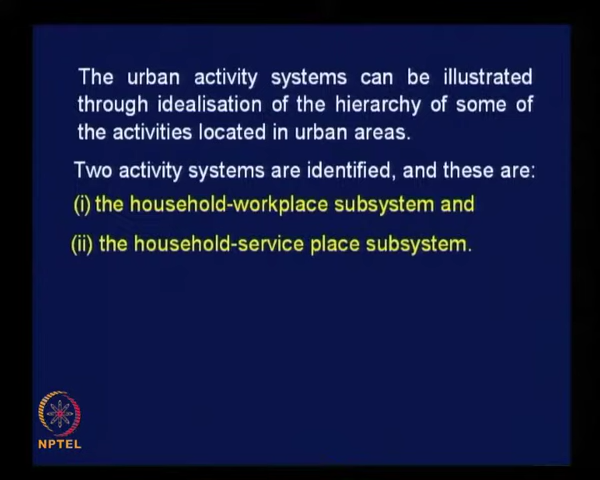 The urban activity systems can be illustrated
through idealisation of the hierarchy of some of
the activities located in urban areas.
Two activity systems are identified, and these are:
(i) the household-workplace subsystem and
(ii) the household-service place subsystem.
NPTEL